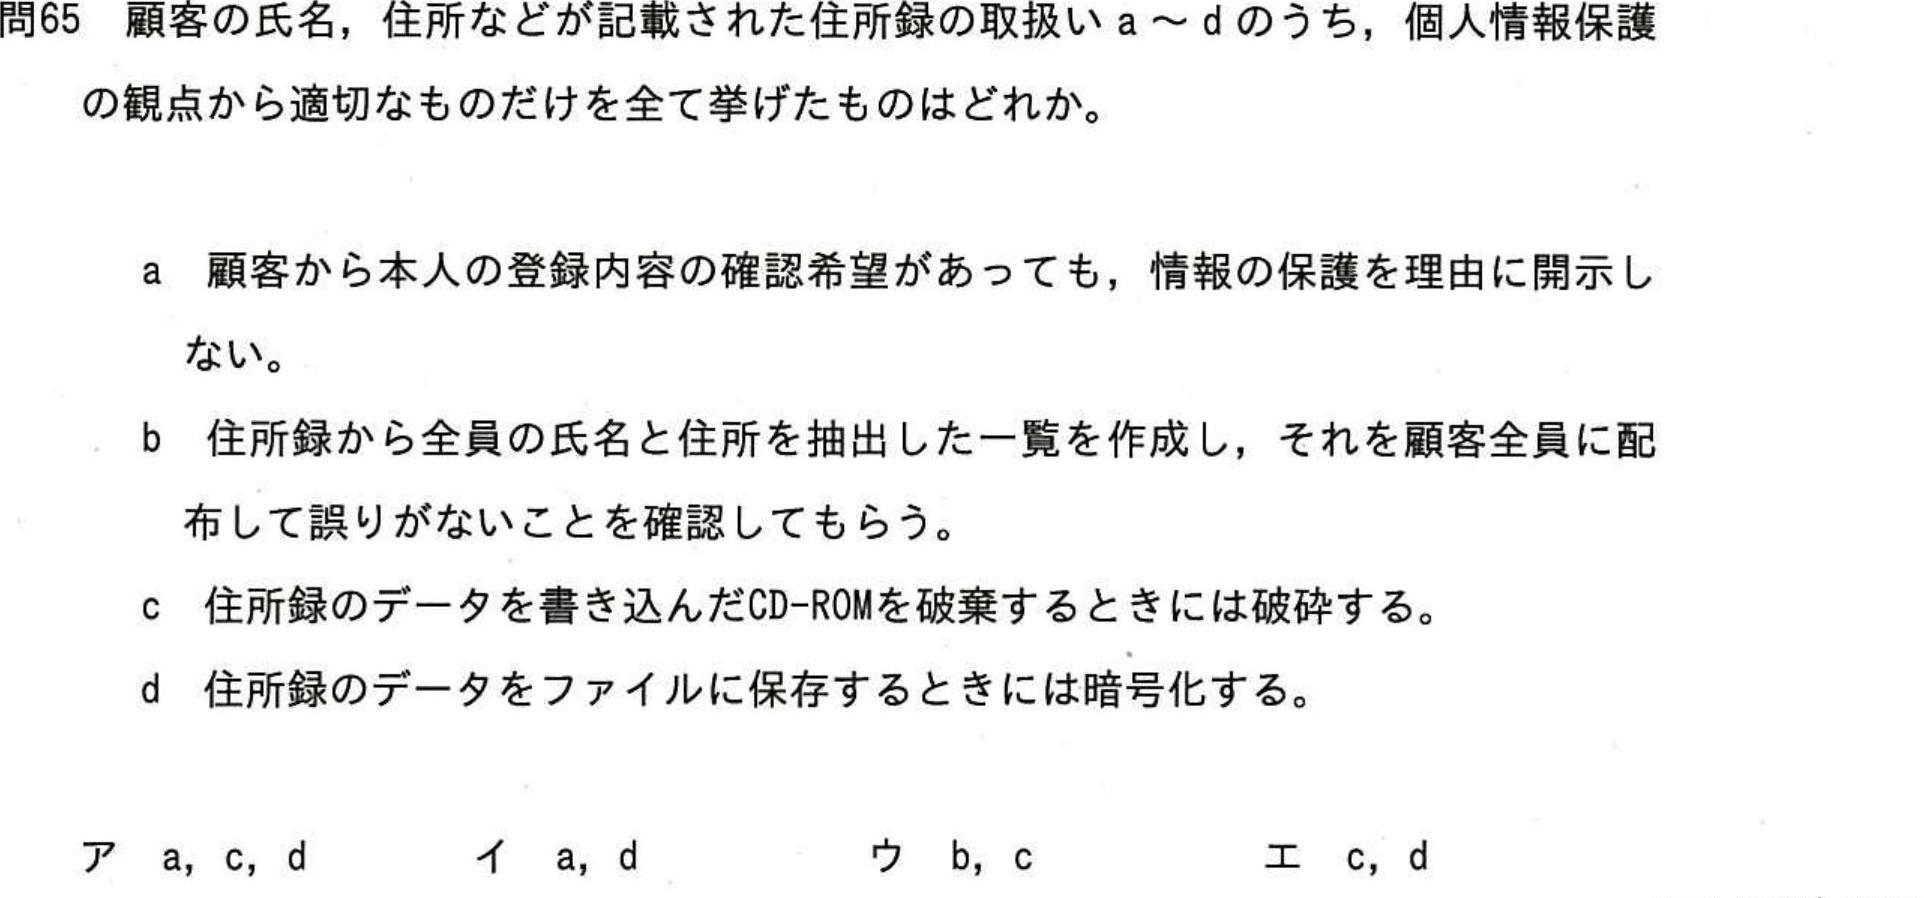 問65 顧客の氏名，住所などが記載された住所録の取扱い a ～ d のうち，個人情報保護
の観点から適切なものだけを全て挙げたものはどれか。
a 顧客から本人の登録内容の確認希望があっても，情報の保護を理由に開示し
ない。
b 住所録から全員の氏名と住所を抽出した一覧を作成し，それを顧客全員に配
布して誤りがないことを確認してもらう。
c 住所録のデータを書き込んだCD-ROMを破棄するときには破砕する。
d 住所録のデータをファイルに保存するときには暗号化する。
ア a, c, d イ a, d ウ b, c エ c, d